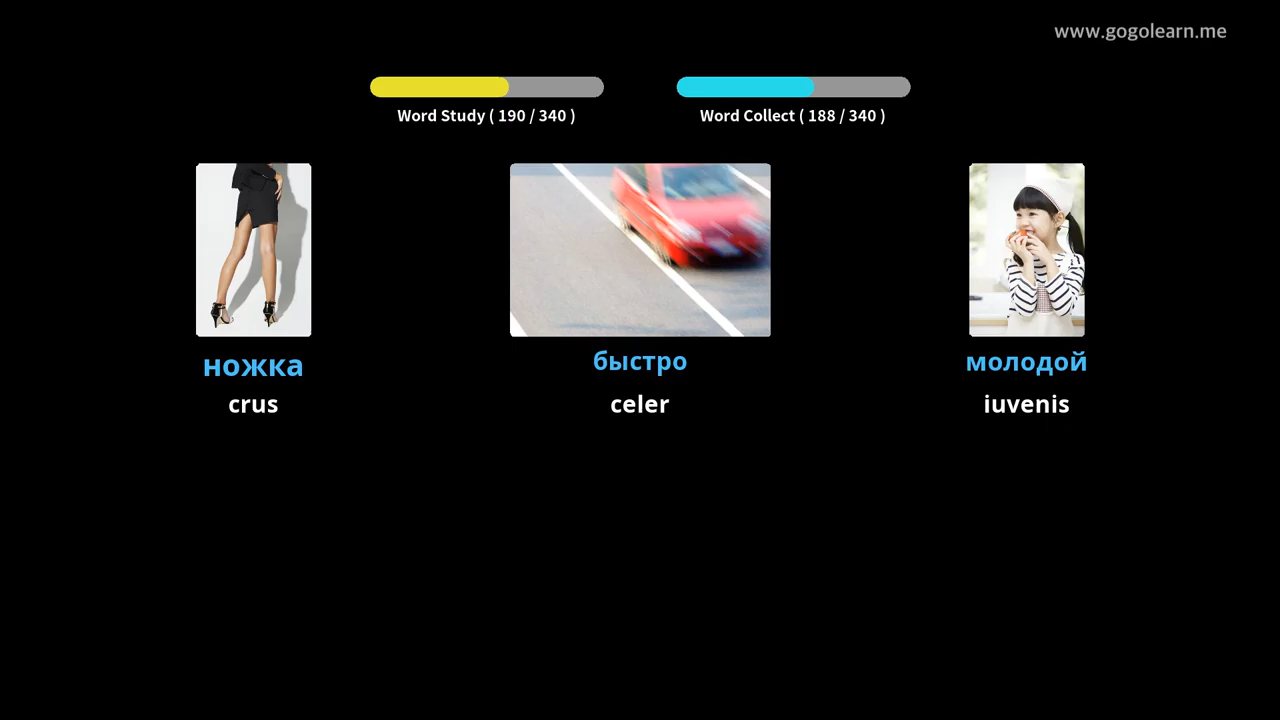 www.gogolearn.me
Word Study ( 190 / 340 )
Word Collect ( 188 / 340 )
ножка
crus
быстро
celer
молодой
iuvenis